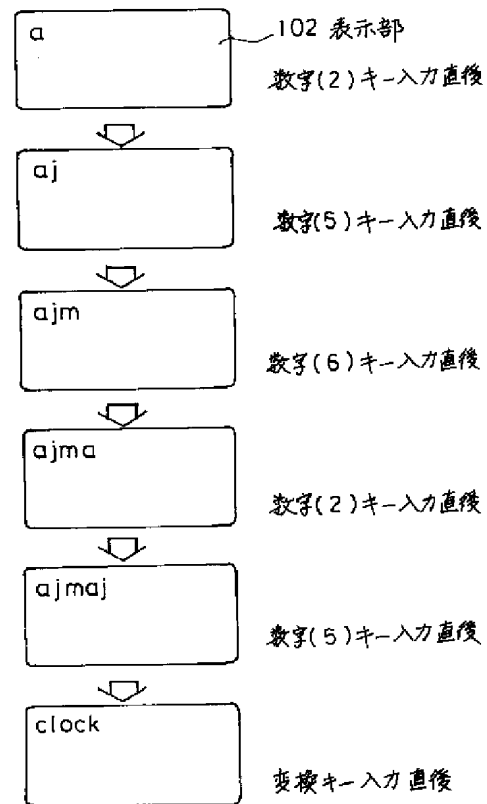 a
102 表示部
数字(2)キー入力直後
aj
数字(5)キー入力直後
ajm
数字(6)キー入力直後
ajma
数字(2)キー入力直後
ajmaj
数字(5)キー入力直後
clock
変換キー入力直後